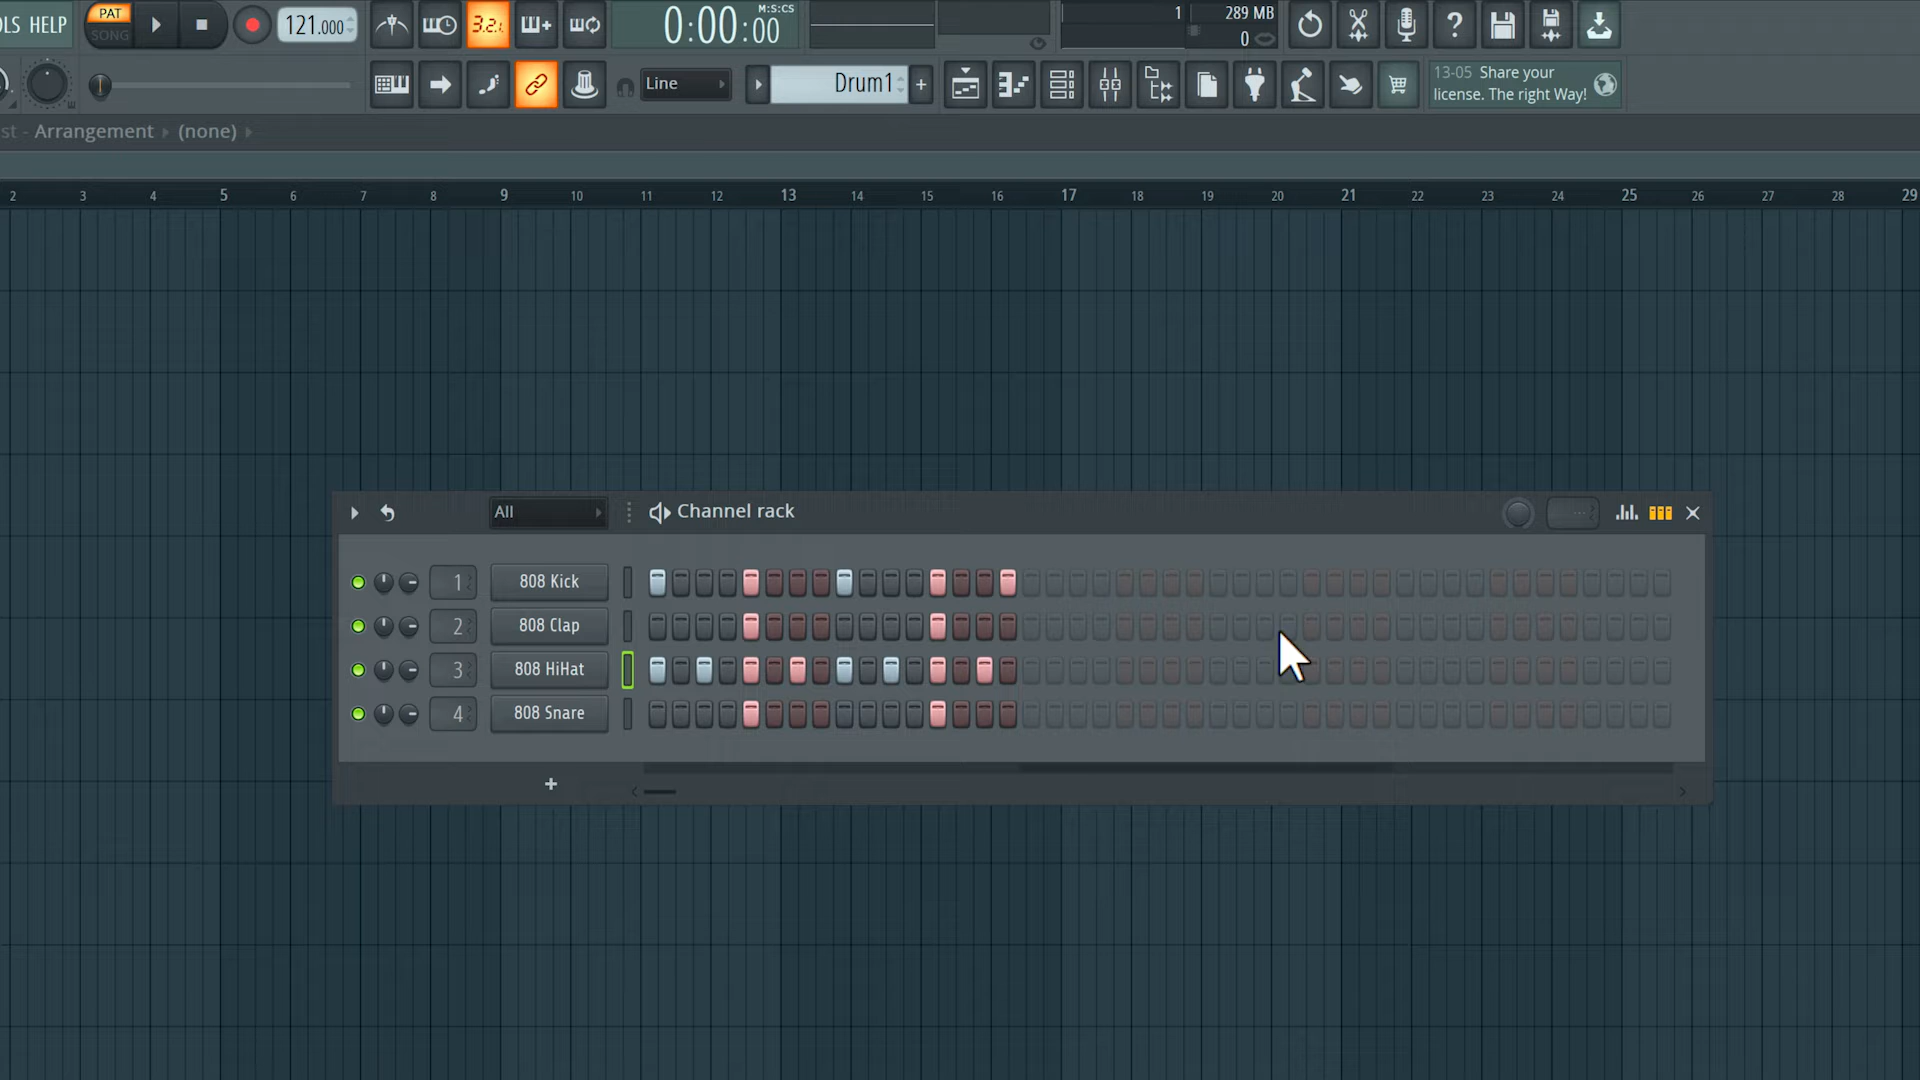 OLS HELP
PAT
SONG
121.000
3.2.1
M:S:CS
0:00:00
1
289 MB
0
Line
Drum1
13-05 Share your
license. The right Way!
st - Arrangement (none)
2 3 4 5 6 7 8 9 10 11 12 13 14 15 16 17 18 19 20 21 22 23 24 25 26 27 28 29
All
Channel rack
1 808 Kick
2 808 Clap
3 808 HiHat
4 808 Snare